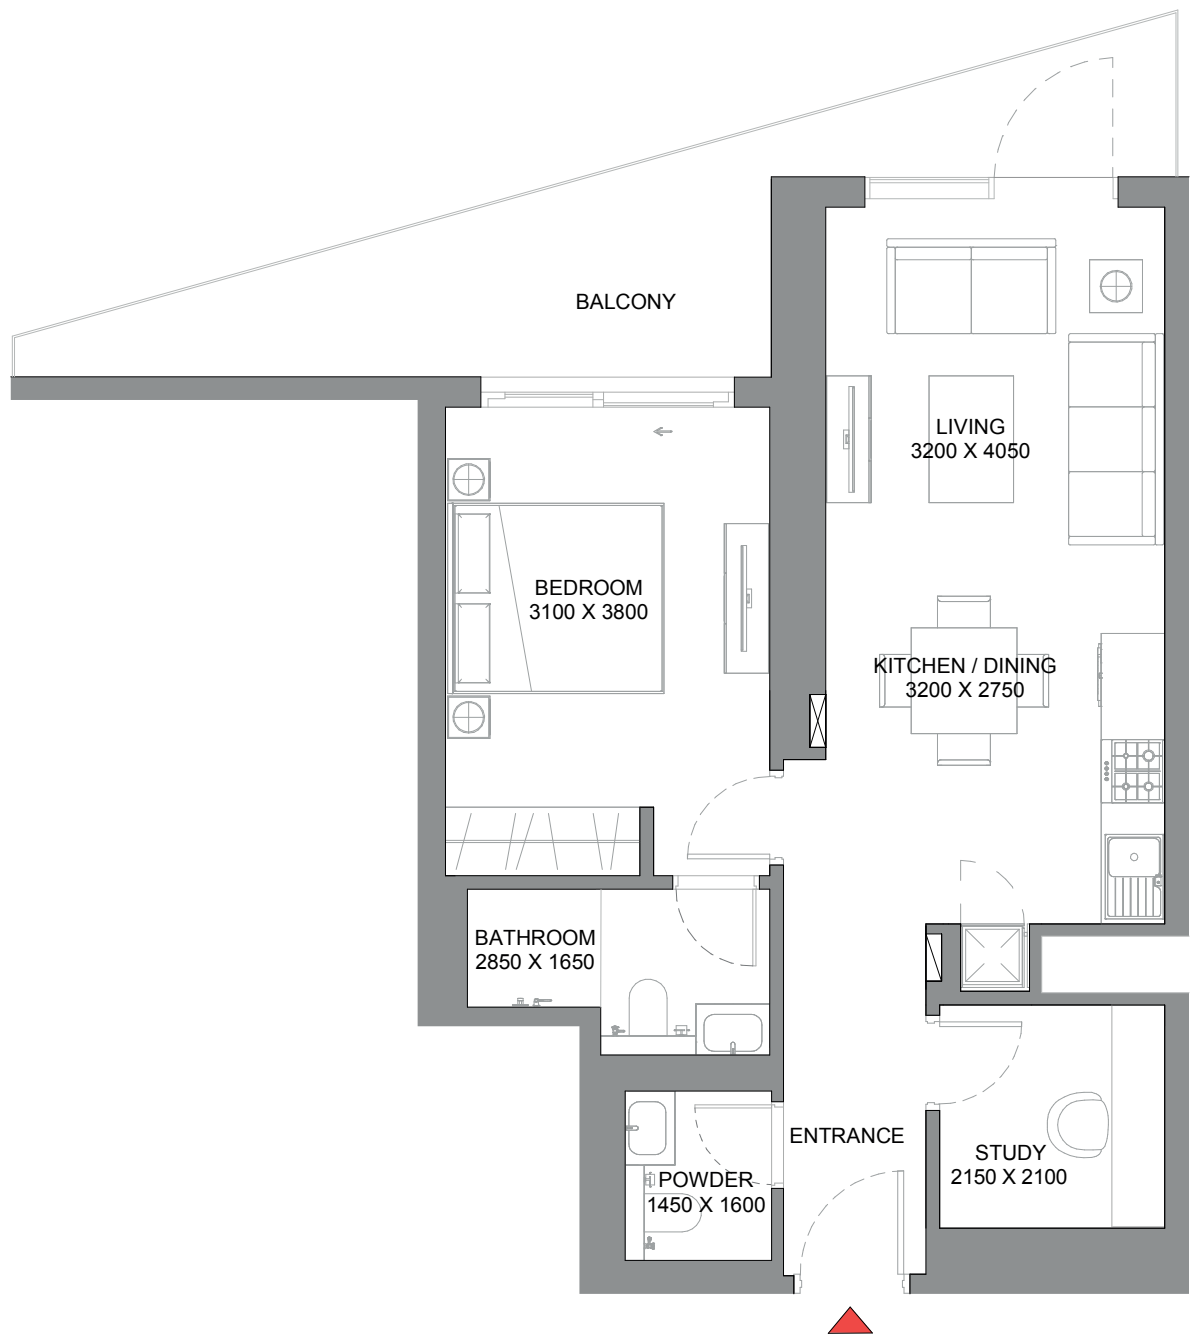 BALCONY
LIVING
3200 X 4050
BEDROOM
3100 X 3800
KITCHEN / DINING
3200 X 2750
BATHROOM
2850 X 1650
ENTRANCE
STUDY
2150 X 2100
POWDER
1450 X 1600